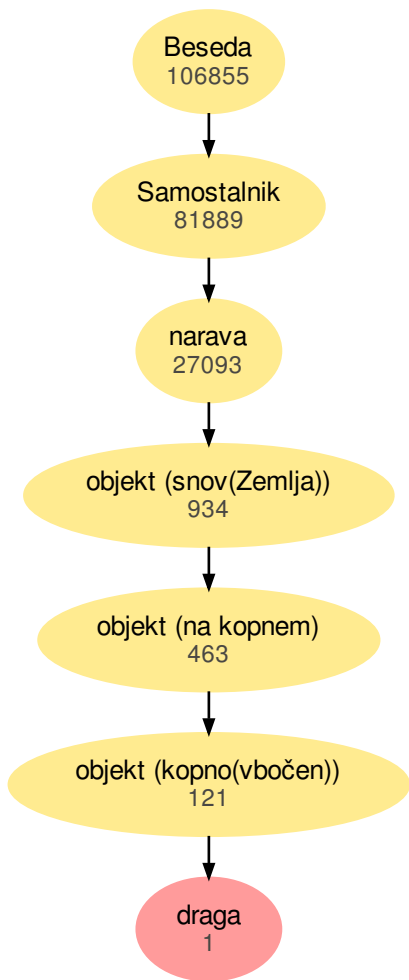 Beseda
106855
Samostalnik
81889
narava
27093
objekt (snov(Zemlja))
934
objekt (na kopnem)
463
objekt (kopno(vbočen))
121
draga
1